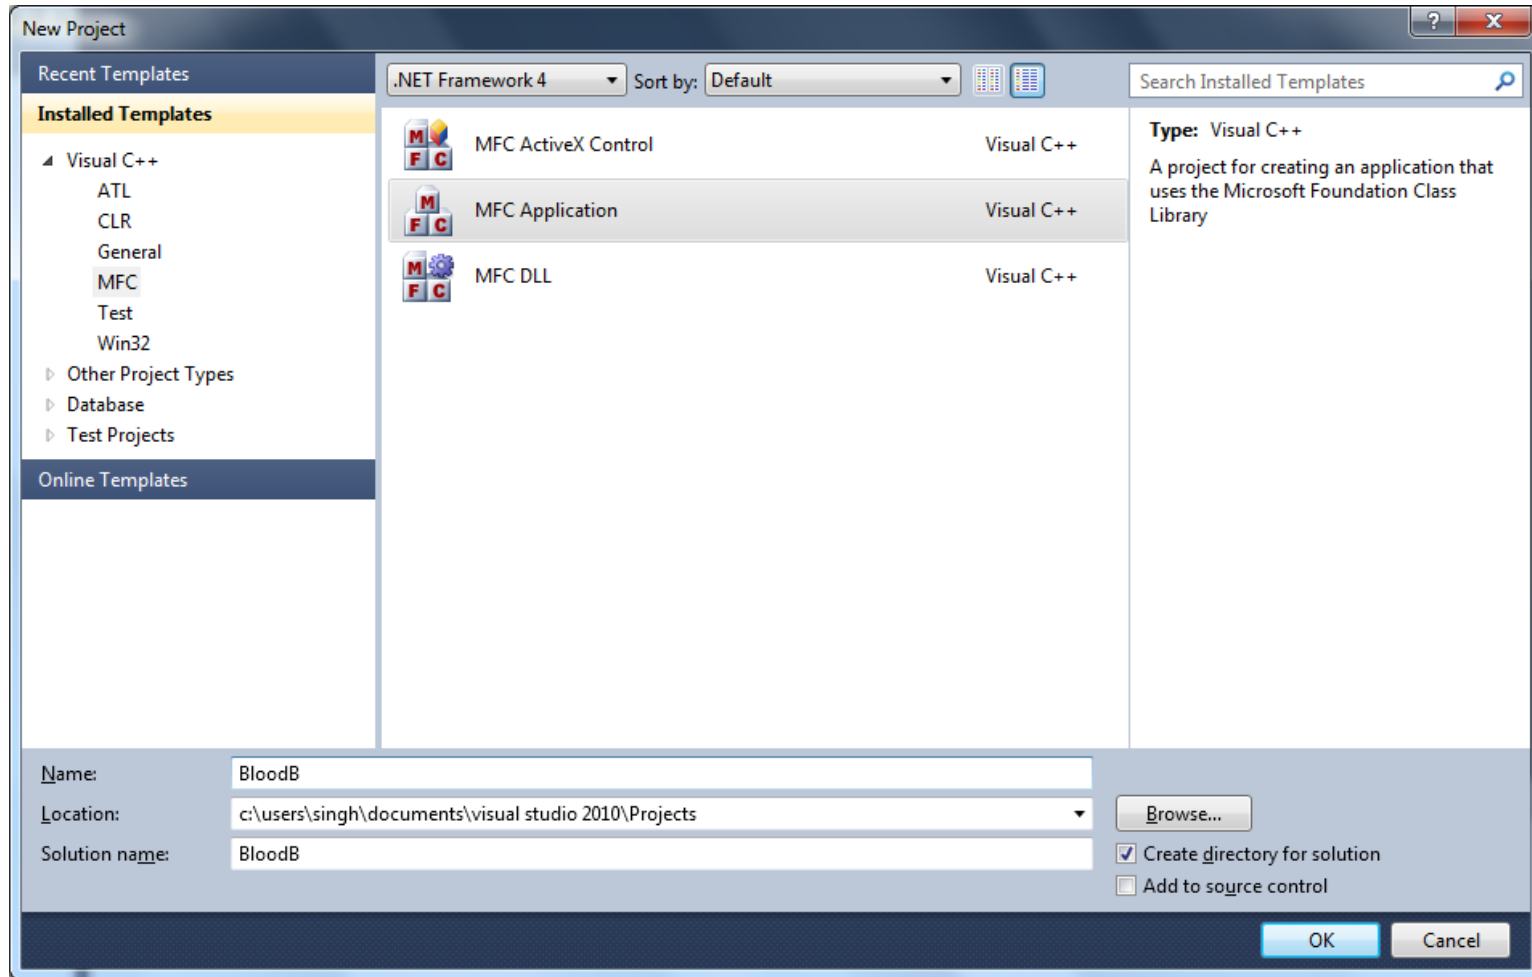 New Project
?
X
Recent Templates
.NET Framework 4
Sort by: Default
Search Installed Templates
Installed Templates
Visual C++
ATL
CLR
General
MFC
Test
Win32
Other Project Types
Database
Test Projects
Online Templates
M F C
MFC ActiveX Control Visual C++
M F C
MFC Application Visual C++
M F C
MFC DLL Visual C++
Type: Visual C++
A project for creating an application that
uses the Microsoft Foundation Class
Library
Name: BloodB
Location: c:\users\singh\documents\visual studio 2010\Projects
Browse...
Solution name: BloodB
Create directory for solution
Add to source control
OK Cancel